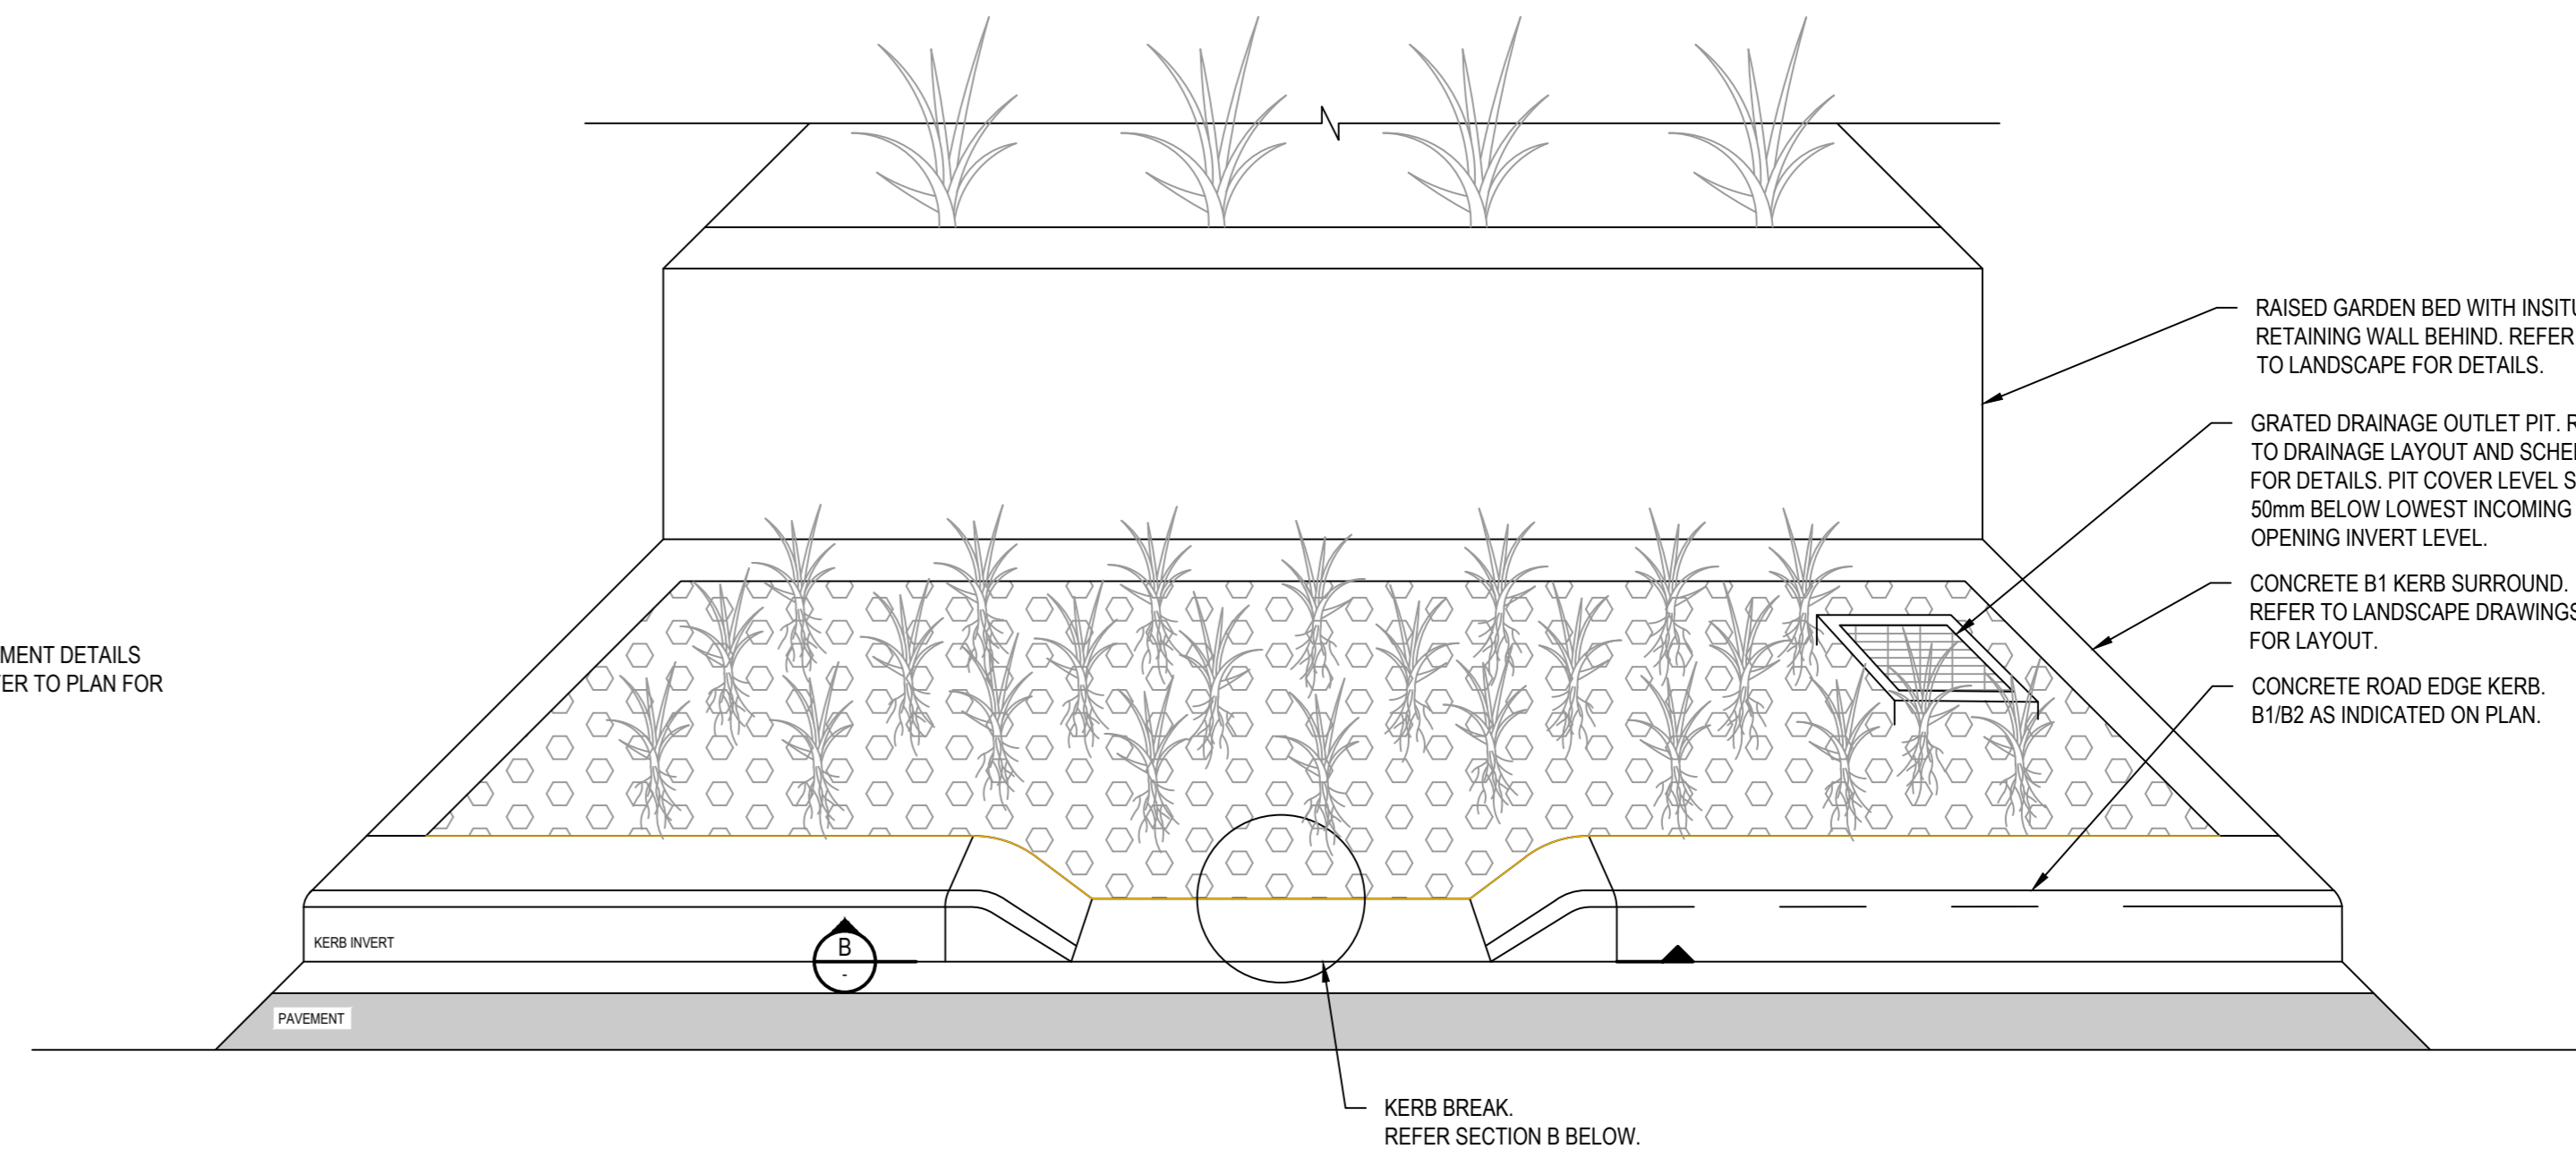 RAISED GARDEN BED WITH INSITU
RETAINING WALL BEHIND. REFER
TO LANDSCAPE FOR DETAILS.
GRATED DRAINAGE OUTLET PIT.
TO DRAINAGE LAYOUT AND
FOR DETAILS. PIT COVER LEVEL
50mm BELOW LOWEST INCOMING
OPENING INVERT LEVEL.
CONCRETE B1 KERB SURROUND.
REFER TO LANDSCAPE DRAWINGS
FOR LAYOUT.
MENT DETAILS
ER TO PLAN FOR
CONCRETE ROAD EDGE KERB.
B1/B2 AS INDICATED ON PLAN.
KERB INVERT
B
-
PAVEMENT
KERB BREAK.
REFER SECTION B BELOW.